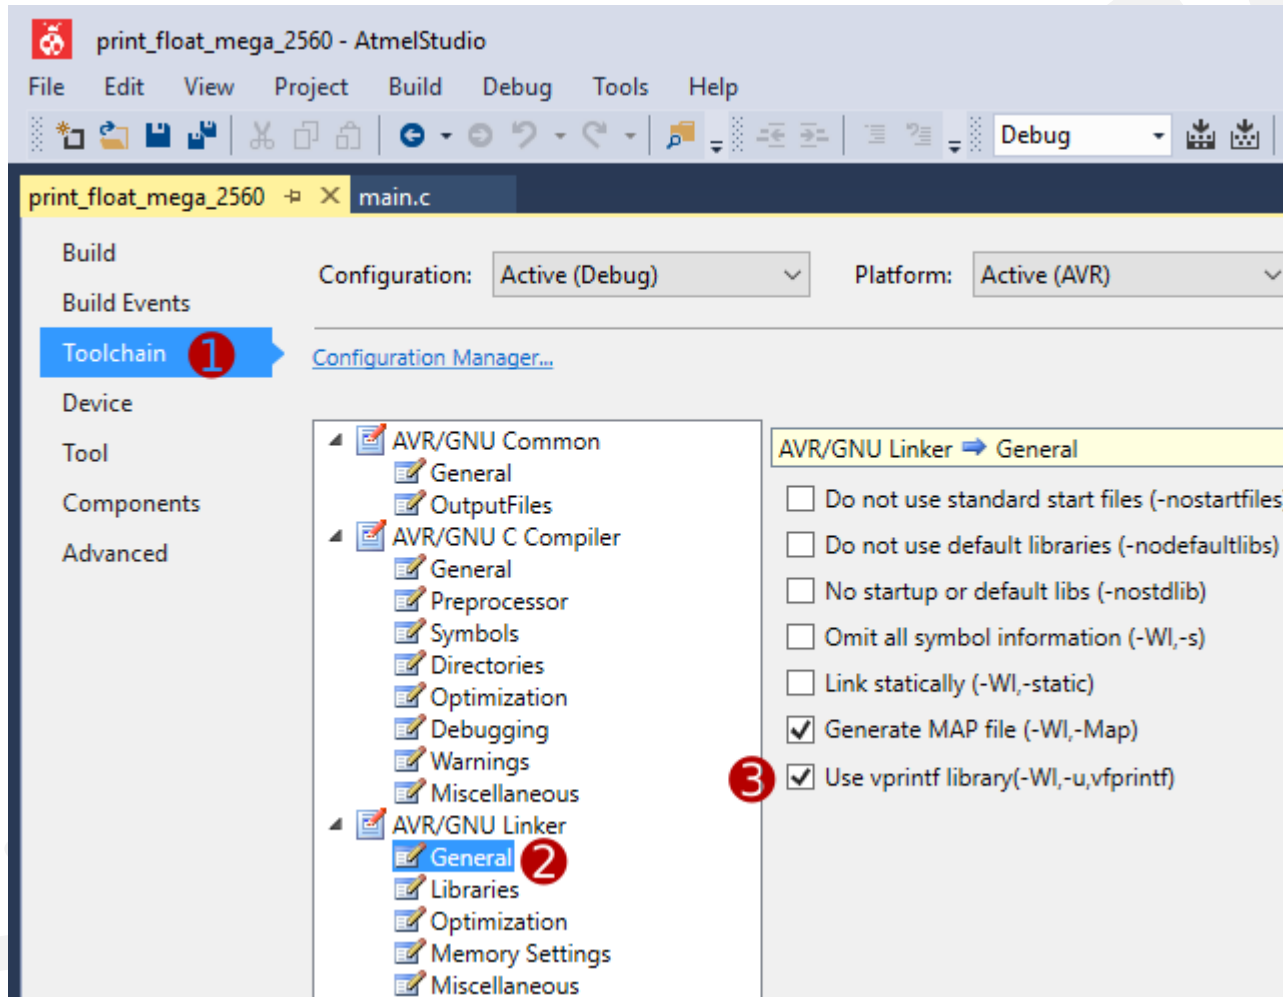 print_float_mega_2560 - AtmelStudio
File Edit View Project Build Debug Tools Help
Debug
print_float_mega_2560 main.c
Build
Build Events
Toolchain 1
Device
Tool
Components
Advanced
Configuration: Active (Debug) Platform: Active (AVR)
Configuration Manager...
AVR/GNU Common
General
OutputFiles
AVR/GNU C Compiler
General
Preprocessor
Symbols
Directories
Optimization
Debugging
Warnings
Miscellaneous
AVR/GNU Linker
General 2
Libraries
Optimization
Memory Settings
Miscellaneous
AVR/GNU Linker General
Do not use standard start files (-nostartfiles)
Do not use default libraries (-nodefaultlibs)
No startup or default libs (-nostdlib)
Omit all symbol information (-Wl,-s)
Link statically (-Wl,-static)
Generate MAP file (-Wl,-Map)
3 Use vprintf library(-Wl,-u,vfprintf)